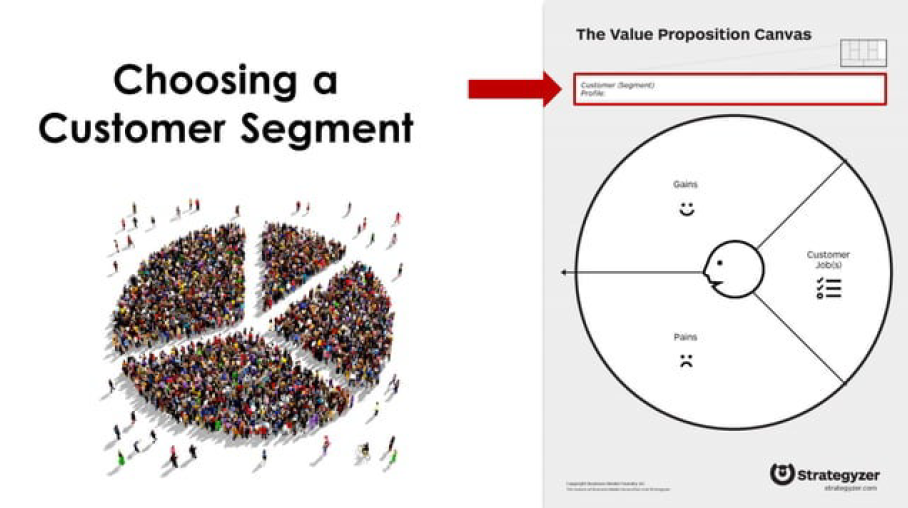 Choosing a
Customer Segment
The Value Proposition Canvas
Customer (Segment)
Profile:
Gains
Customer
Job(s)
Pains
Strategyzer
strategyzer.com